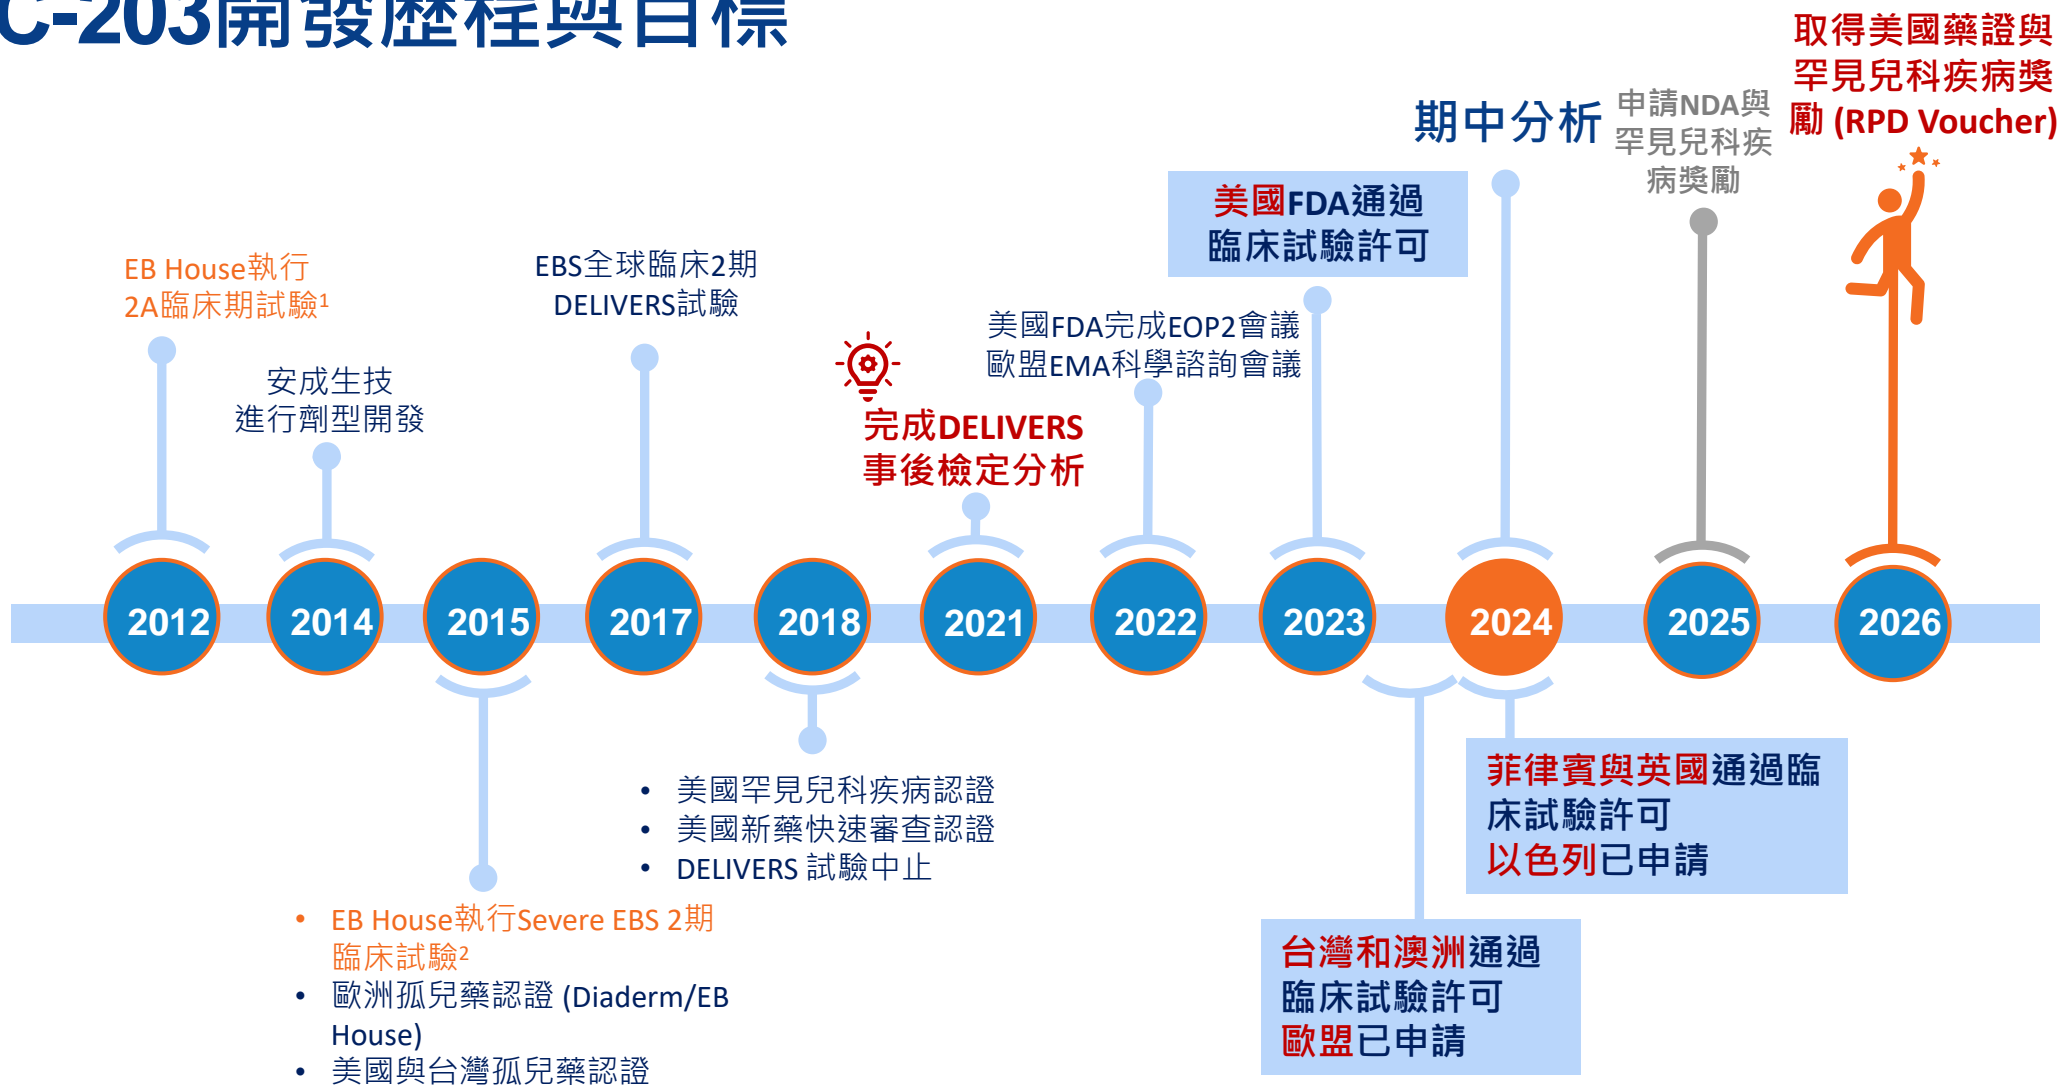 C-203開發歷程與目標
取得美國藥證與
罕見兒科疾病獎
勵 (RPD Voucher)
期中分析
申請NDA與
罕見兒科疾
病獎勵
美國FDA通過
臨床試驗許可
EB House執行
2A臨床期試驗1
EBS全球臨床2期
DELIVERS試驗
美國FDA完成EOP2會議
歐盟EMA科學諮詢會議
安成生技
進行劑型開發
完成DELIVERS
事後檢定分析
2012
2014
2015
2017
2018
2021
2022
2023
2024
2025
2026
• 美國罕見兒科疾病認證
• 美國新藥快速審查認證
• DELIVERS 試驗中止
菲律賓與英國通過臨
床試驗許可
以色列已申請
• EB House執行Severe EBS 2期
臨床試驗2
• 歐洲孤兒藥認證 (Diaderm/EB
House)
• 美國與台灣孤兒藥認證
台灣和澳洲通過
臨床試驗許可
歐盟已申請